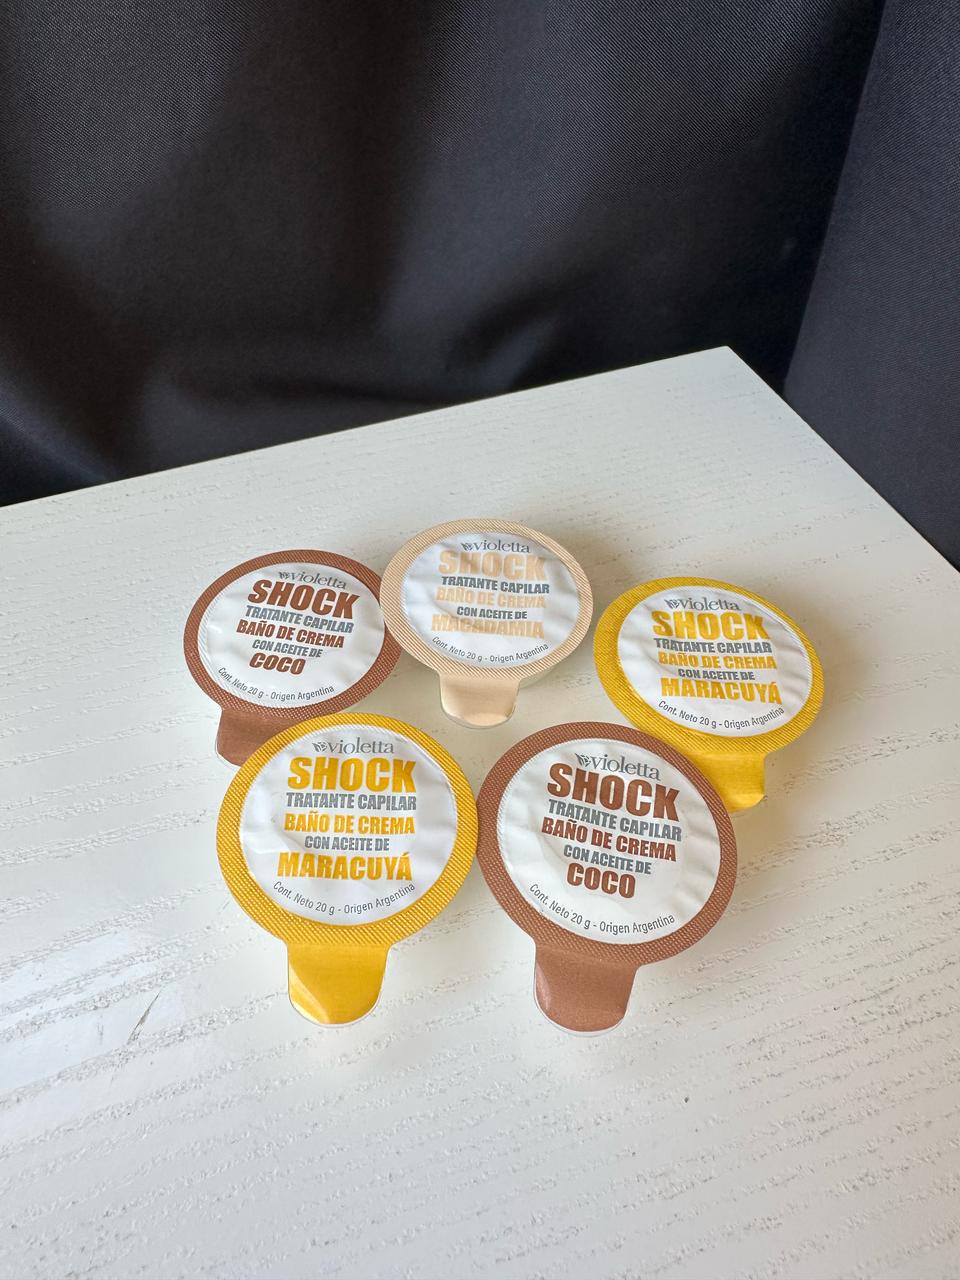 violetta
SHOCK
TRATANTE CAPILAR
BAÑO DE CREMA
CON ACEITE DE
COCO
Cont. Neto 20 g - Origen Argentina
violetta
SHOCK
TRATANTE CAPILAR
BAÑO DE CREMA
CON ACEITE DE
MACADAMIA
Cont. Neto 20 g - Origen Argentina
violetta
SHOCK
TRATANTE CAPILAR
BAÑO DE CREMA
CON ACEITE DE
MARACUYÁ
Cont. Neto 20 g - Origen Argentina
violetta
SHOCK
TRATANTE CAPILAR
BAÑO DE CREMA
CON ACEITE DE
MARACUYÁ
Cont. Neto 20 g - Origen Argentina
violetta
SHOCK
TRATANTE CAPILAR
BAÑO DE CREMA
CON ACEITE DE
COCO
Cont. Neto 20 g - Origen Argentina